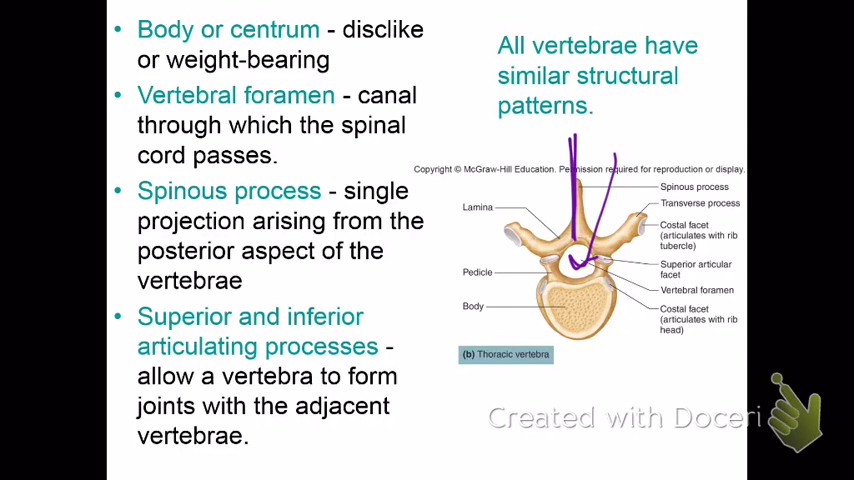 • Body or centrum - disclike
or weight-bearing
• Vertebral foramen - canal
through which the spinal
cord passes.
• Spinous process - single
projection arising from the
posterior aspect of the
vertebrae
• Superior and inferior
articulating processes -
allow a vertebra to form
joints with the adjacent
vertebrae.
All vertebrae have
similar structural
patterns.
Copyright © McGraw-Hill Education. Permission required for reproduction or display.
Spinous process
Transverse process
Lamina
Costal facet
(articulates with rib
tubercle)
Superior articular
facet
Pedicle
Vertebral foramen
Body
Costal facet
(articulates with rib
head)
(b) Thoracic vertebra
Created with Doceri